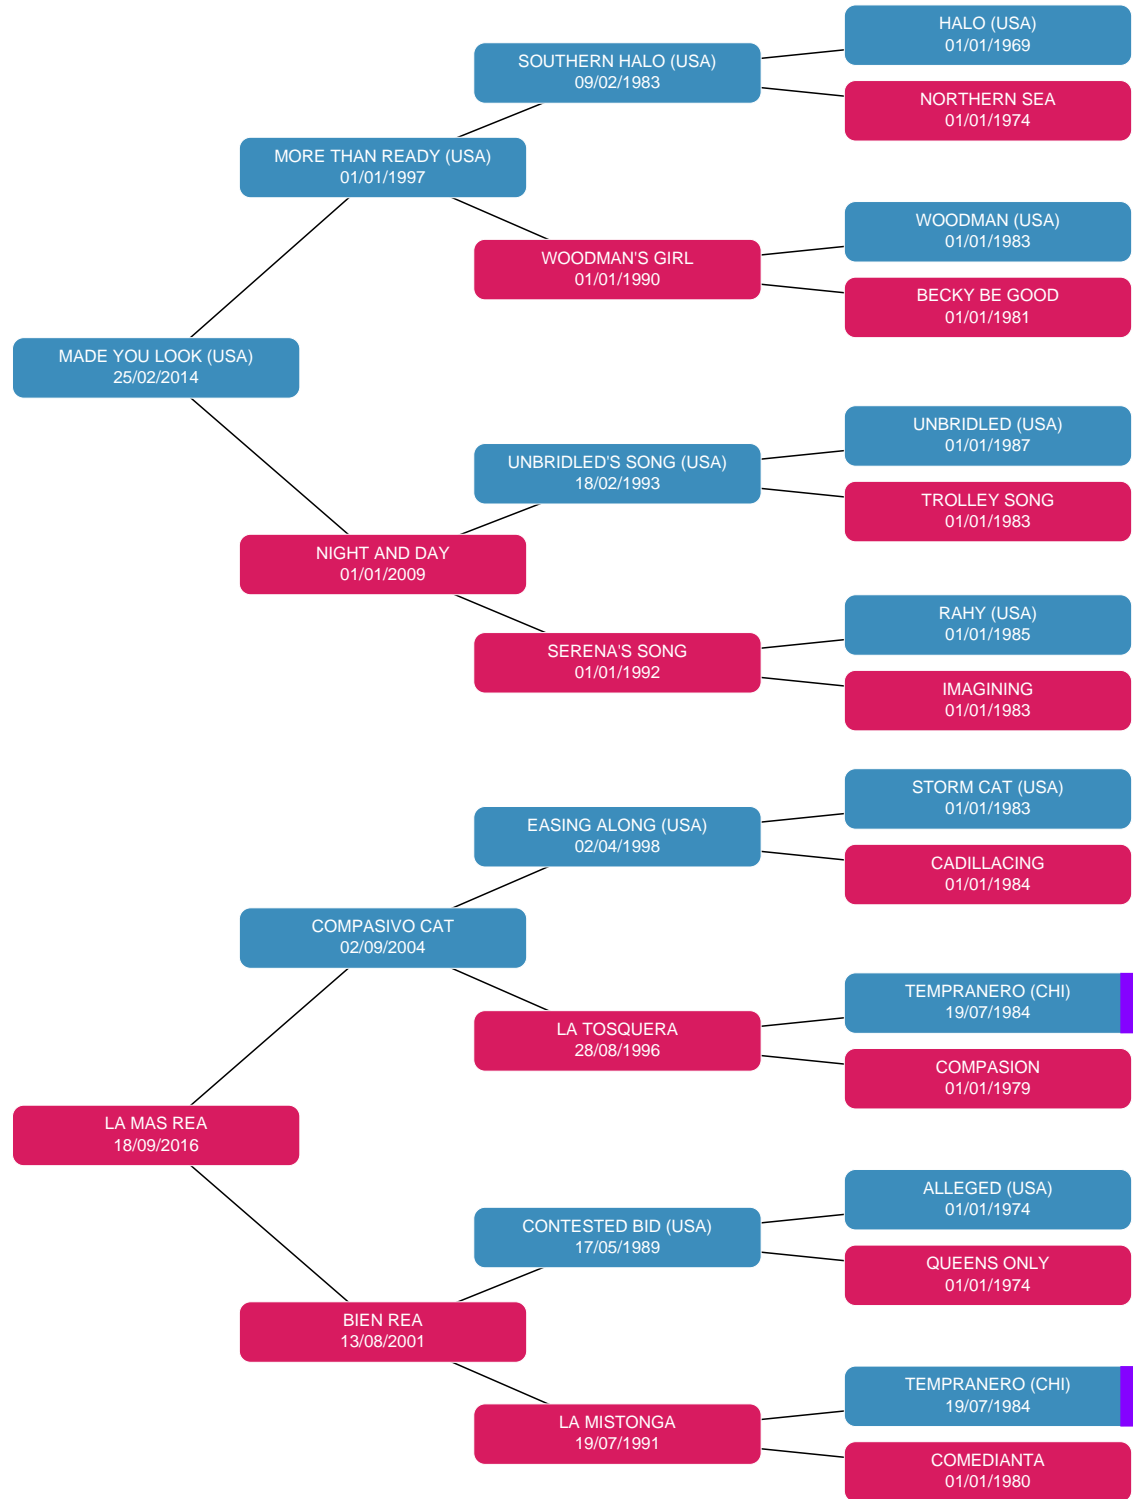 HALO (USA)
01/01/1969
SOUTHERN HALO (USA)
09/02/1983
NORTHERN SEA
01/01/1974
MORE THAN READY (USA)
01/01/1997
WOODMAN (USA)
01/01/1983
WOODMAN'S GIRL
01/01/1990
BECKY BE GOOD
01/01/1981
MADE YOU LOOK (USA)
25/02/2014
UNBRIDLED (USA)
01/01/1987
UNBRIDLED'S SONG (USA)
18/02/1993
TROLLEY SONG
01/01/1983
NIGHT AND DAY
01/01/2009
RAHY (USA)
01/01/1985
SERENA'S SONG
01/01/1992
IMAGINING
01/01/1983
STORM CAT (USA)
01/01/1983
EASING ALONG (USA)
02/04/1998
CADILLACING
01/01/1984
COMPASIVO CAT
02/09/2004
TEMPRANERO (CHI)
19/07/1984
LA TOSQUERA
28/08/1996
COMPASION
01/01/1979
LA MAS REA
18/09/2016
ALLEGED (USA)
01/01/1974
CONTESTED BID (USA)
17/05/1989
QUEENS ONLY
01/01/1974
BIEN REA
13/08/2001
TEMPRANERO (CHI)
19/07/1984
LA MISTONGA
19/07/1991
COMEDIANTA
01/01/1980